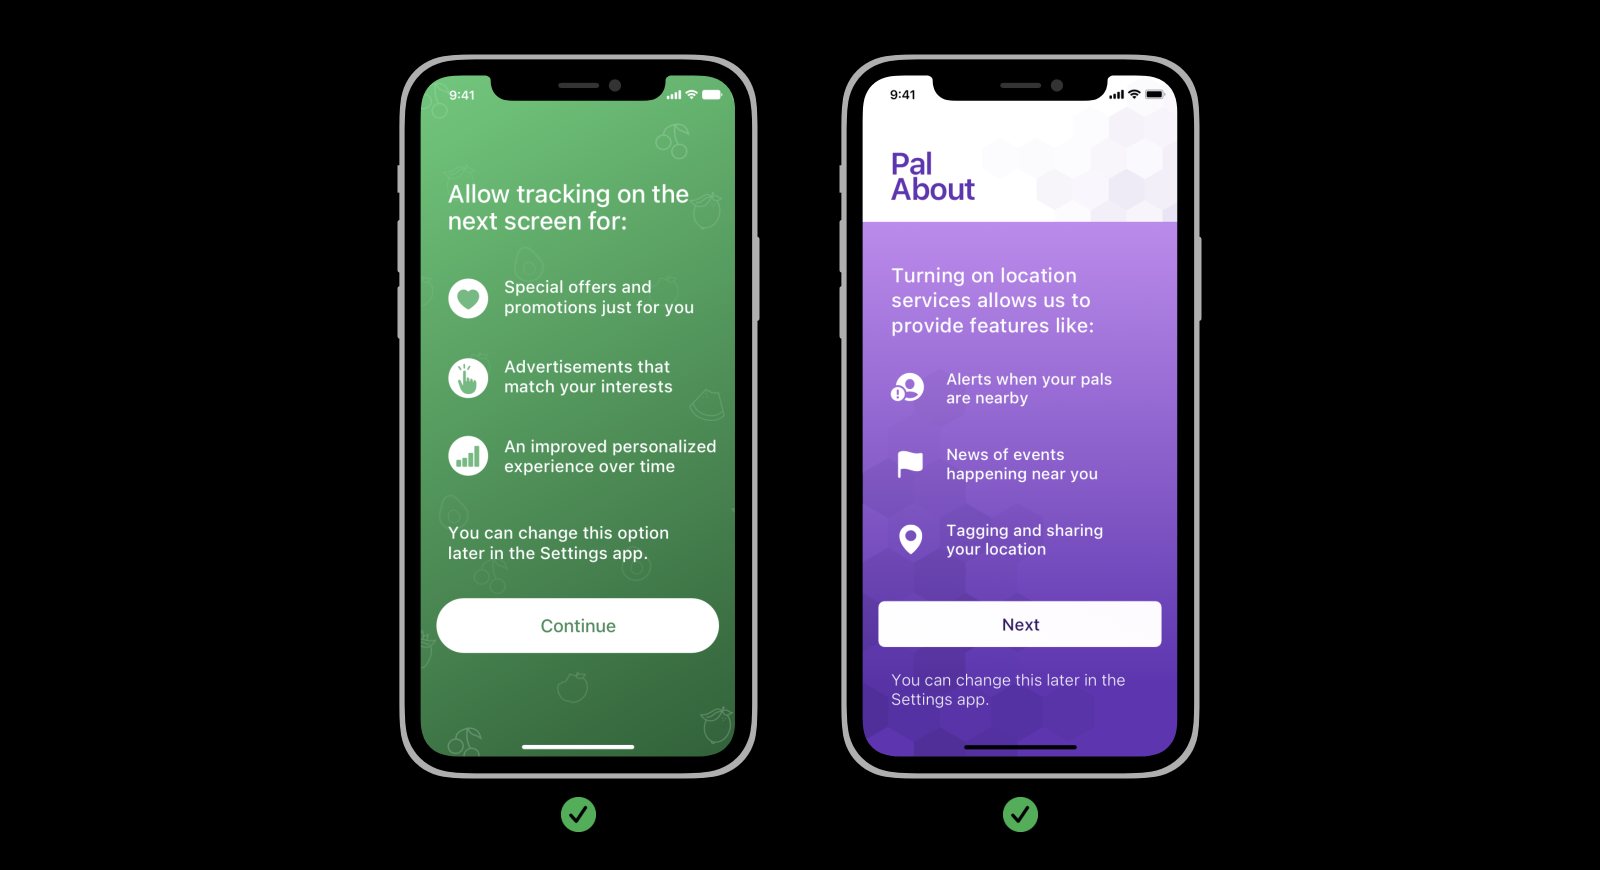 9:41
Allow tracking on the
next screen for:
Special offers and
promotions just for you
Advertisements that
match your interests
An improved personalized
experience over time
You can change this option
later in the Settings app.
Continue
9:41
Pal
About
Turning on location
services allows us to
provide features like:
Alerts when your pals
are nearby
News of events
happening near you
Tagging and sharing
your location
Next
You can change this later in the
Settings app.